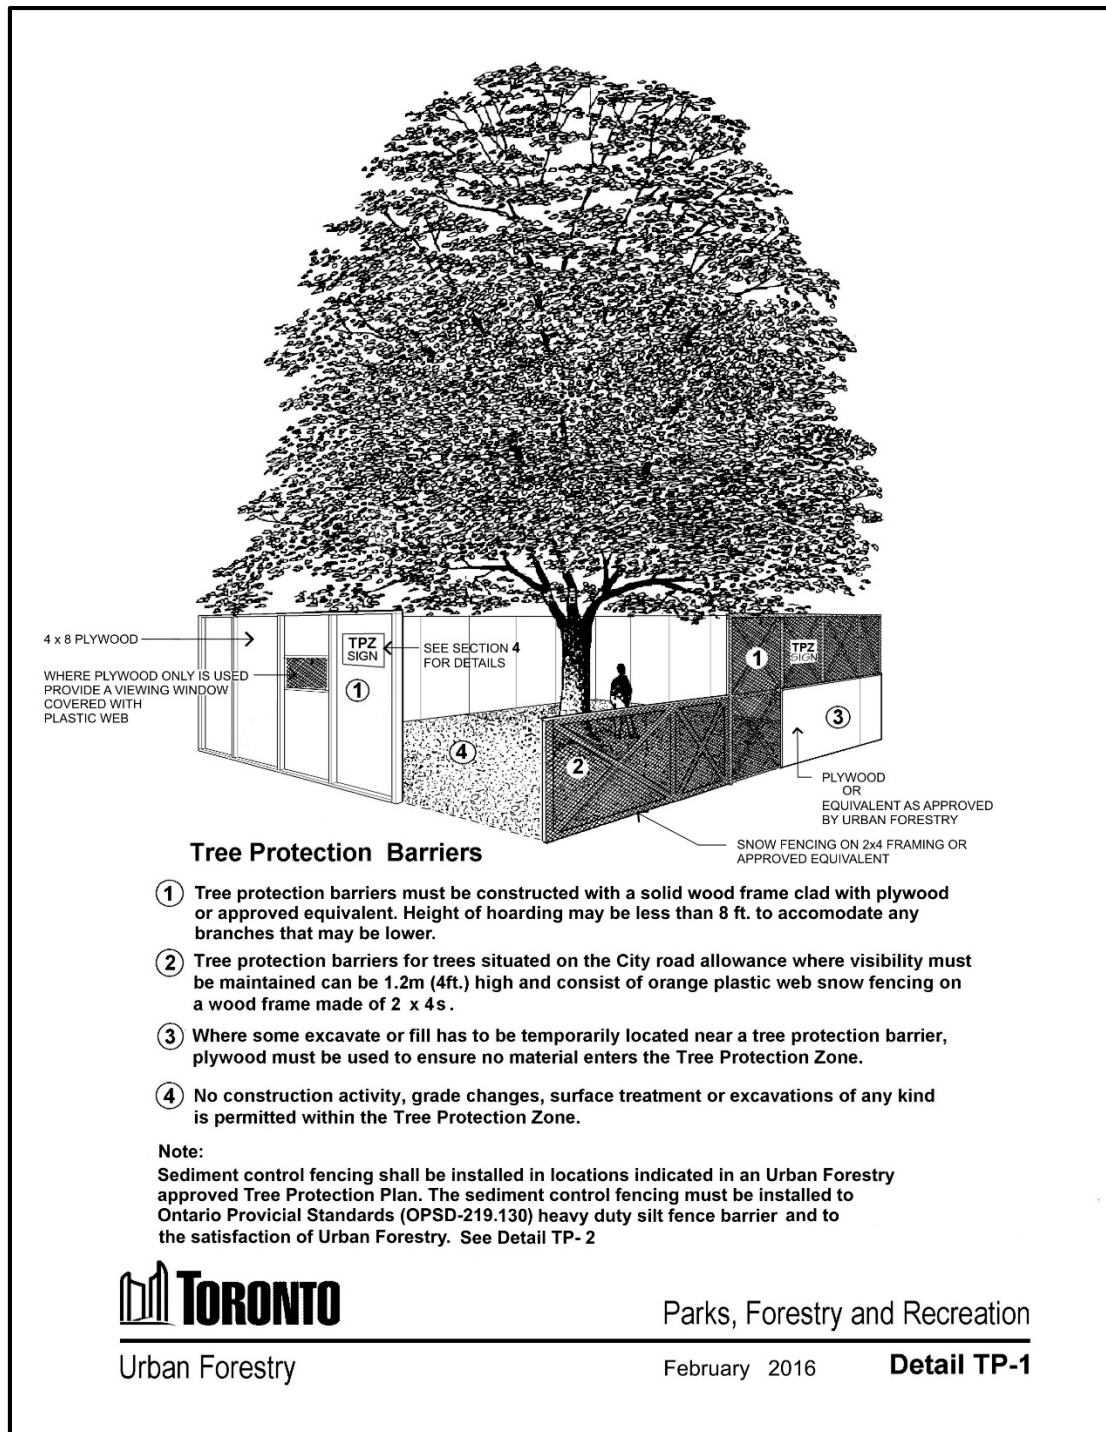 4 x 8 PLYWOOD
WHERE PLYWOOD ONLY IS USED
PROVIDE A VIEWING WINDOW
COVERED WITH
PLASTIC WEB
TPZ
SIGN
1
SEE SECTION 4
FOR DETAILS
4
2
1
TPZ
SIGN
3
PLYWOOD
OR
EQUIVALENT AS APPROVED
BY URBAN FORESTRY
SNOW FENCING ON 2x4 FRAMING OR
APPROVED EQUIVALENT
Tree Protection Barriers
1 Tree protection barriers must be constructed with a solid wood frame clad with plywood
or approved equivalent. Height of hoarding may be less than 8 ft. to accomodate any
branches that may be lower.
2 Tree protection barriers for trees situated on the City road allowance where visibility must
be maintained can be 1.2m (4ft.) high and consist of orange plastic web snow fencing on
a wood frame made of 2 x 4s.
3 Where some excavate or fill has to be temporarily located near a tree protection barrier,
plywood must be used to ensure no material enters the Tree Protection Zone.
4 No construction activity, grade changes, surface treatment or excavations of any kind
is permitted within the Tree Protection Zone.
Note:
Sediment control fencing shall be installed in locations indicated in an Urban Forestry
approved Tree Protection Plan. The sediment control fencing must be installed to
Ontario Provicial Standards (OPSD-219.130) heavy duty silt fence barrier and to
the satisfaction of Urban Forestry. See Detail TP- 2
TORONTO
Parks, Forestry and Recreation
Urban Forestry
February 2016
Detail TP-1